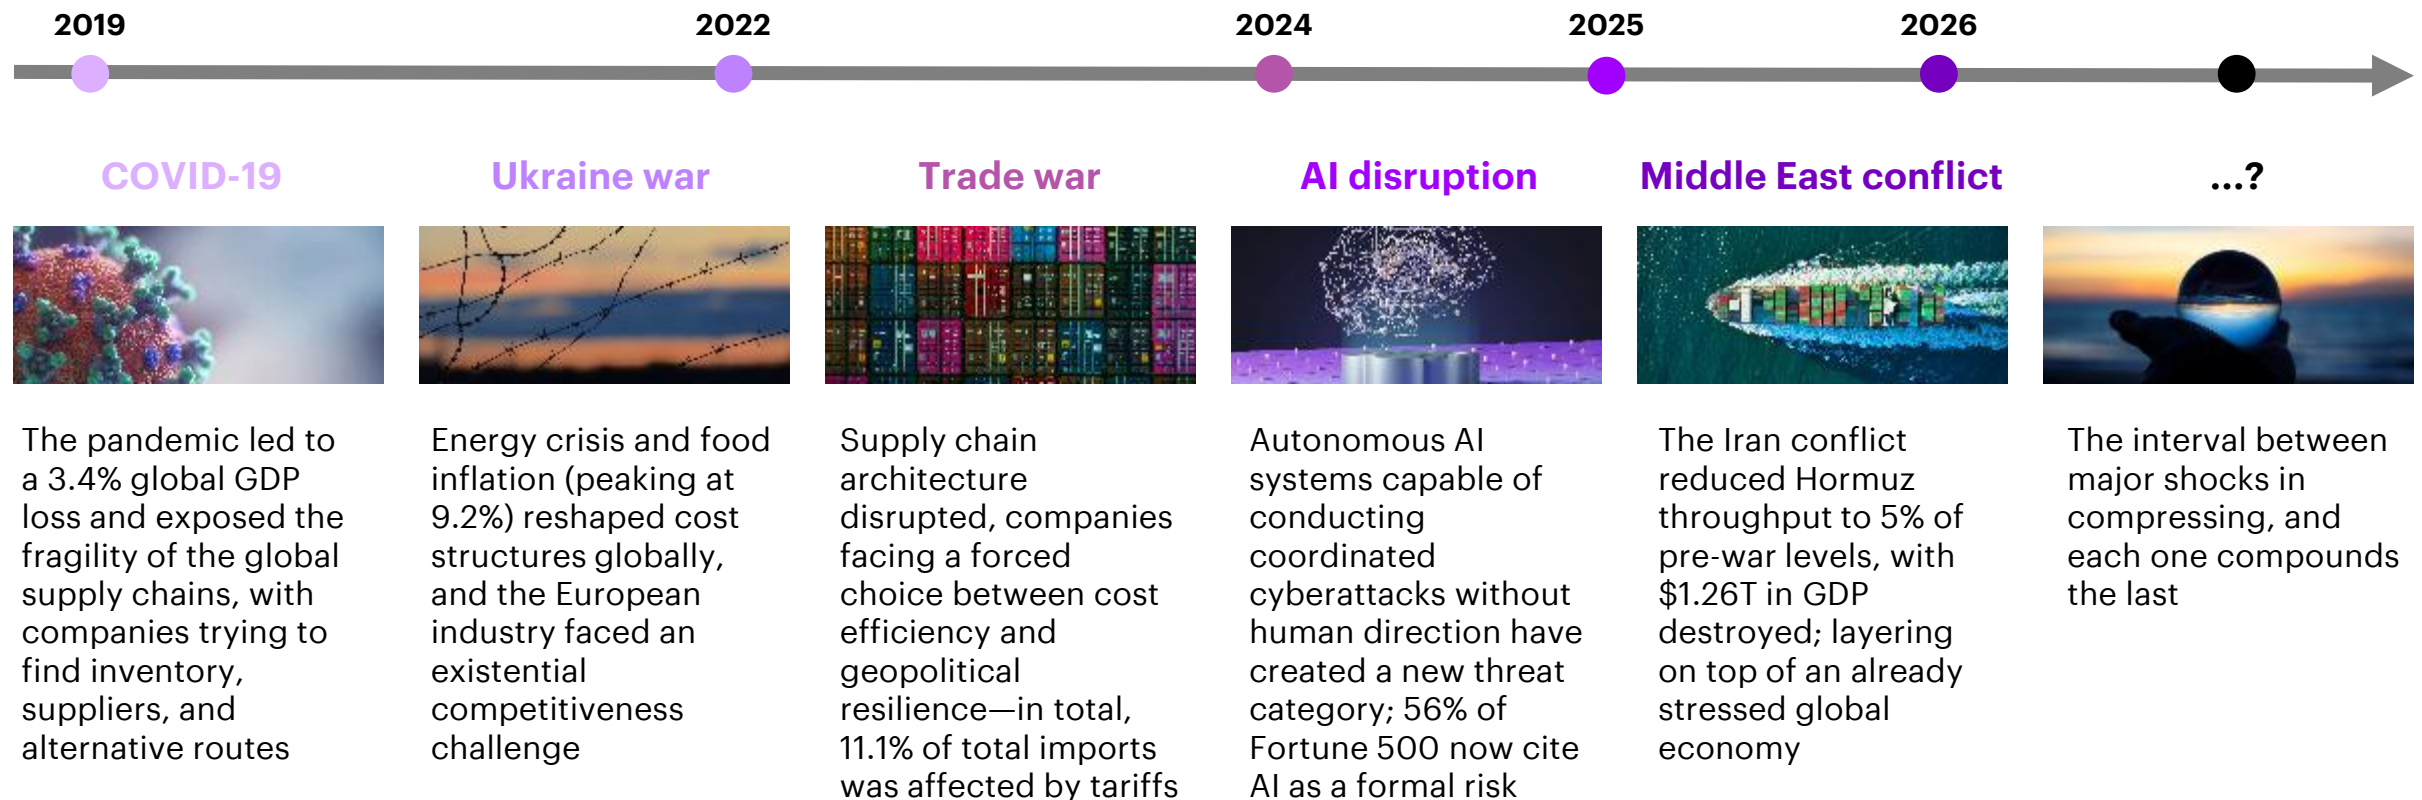 2019
2022
2024
2025
2026
COVID-19
Ukraine war
Trade war
AI disruption
Middle East conflict
...?
The pandemic led to
a 3.4% global GDP
loss and exposed the
fragility of the global
supply chains, with
companies trying to
find inventory,
suppliers, and
alternative routes
Energy crisis and food
inflation (peaking at
9.2%) reshaped cost
structures globally,
and the European
industry faced an
existential
competitiveness
challenge
Supply chain
architecture
disrupted, companies
facing a forced
choice between cost
efficiency and
geopolitical
resilience—in total,
11.1% of total imports
was affected by tariffs
Autonomous AI
systems capable of
conducting
coordinated
cyberattacks without
human direction have
created a new threat
category; 56% of
Fortune 500 now cite
AI as a formal risk
The Iran conflict
reduced Hormuz
throughput to 5% of
pre-war levels, with
$1.26T in GDP
destroyed; layering
on top of an already
stressed global
economy
The interval between
major shocks in
compressing, and
each one compounds
the last